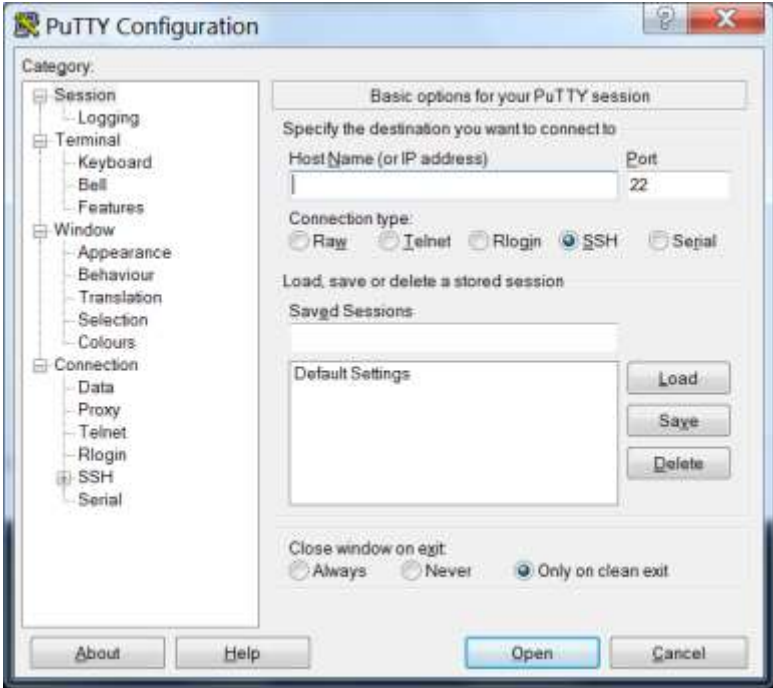 PuTTY Configuration
Category:
Session
Logging
Terminal
Keyboard
Bell
Features
Window
Appearance
Behaviour
Translation
Selection
Colours
Connection
Data
Proxy
Telnet
Rlogin
SSH
Serial
Basic options for your PuTTY session
Specify the destination you want to connect to
Host Name (or IP address) Port
22
Connection type:
Raw Telnet Rlogin SSH Serial
Load, save or delete a stored session
Saved Sessions
Default Settings
Load
Save
Delete
Close window on exit:
Always Never Only on clean exit
About Help Open Cancel